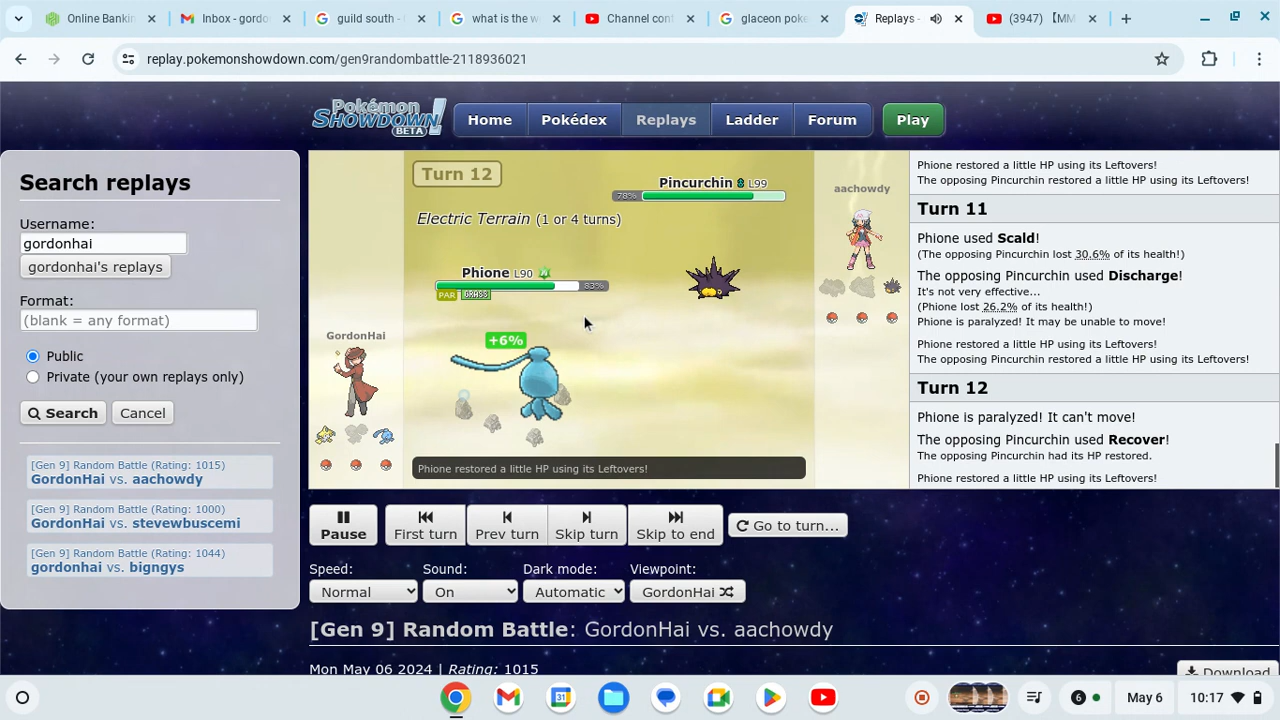 Online Bankin
Inbox - gordo
guild south -
what is the w
Channel con
glaceon poke
Replays -
(3947) 【MM
replay.pokemonshowdown.com/gen9randombattle-2118936021
Pokémon
SHOWDOWN!
BETA
Home
Pokédex
Replays
Ladder
Forum
Play
Search replays
Username:
gordonhai
gordonhai's replays
Format:
(blank = any format)
Public
Private (your own replays only)
Search
Cancel
[Gen 9] Random Battle (Rating: 1015)
GordonHai vs. aachowdy
[Gen 9] Random Battle (Rating: 1000)
GordonHai vs. stevewbuscemi
[Gen 9] Random Battle (Rating: 1044)
gordonhai vs. bigngys
Turn 12
Pincurchin L99
78%
Electric Terrain (1 or 4 turns)
Phione L90
83%
PAR GRASS
+6%
GordonHai
aachowdy
Phione restored a little HP using its Leftovers!
Phione restored a little HP using its Leftovers!
The opposing Pincurchin restored a little HP using its Leftovers!
Turn 11
Phione used Scald!
(The opposing Pincurchin lost 30.6% of its health!)
The opposing Pincurchin used Discharge!
It's not very effective...
(Phione lost 26.2% of its health!)
Phione is paralyzed! It may be unable to move!
Phione restored a little HP using its Leftovers!
The opposing Pincurchin restored a little HP using its Leftovers!
Turn 12
Phione is paralyzed! It can't move!
The opposing Pincurchin used Recover!
The opposing Pincurchin had its HP restored.
Phione restored a little HP using its Leftovers!
Pause
First turn
Prev turn
Skip turn
Skip to end
Go to turn...
Speed:
Normal
Sound:
On
Dark mode:
Automatic
Viewpoint:
GordonHai
[Gen 9] Random Battle: GordonHai vs. aachowdy
Mon May 06 2024 | Rating: 1015
Download
31
6
May 6
10:17